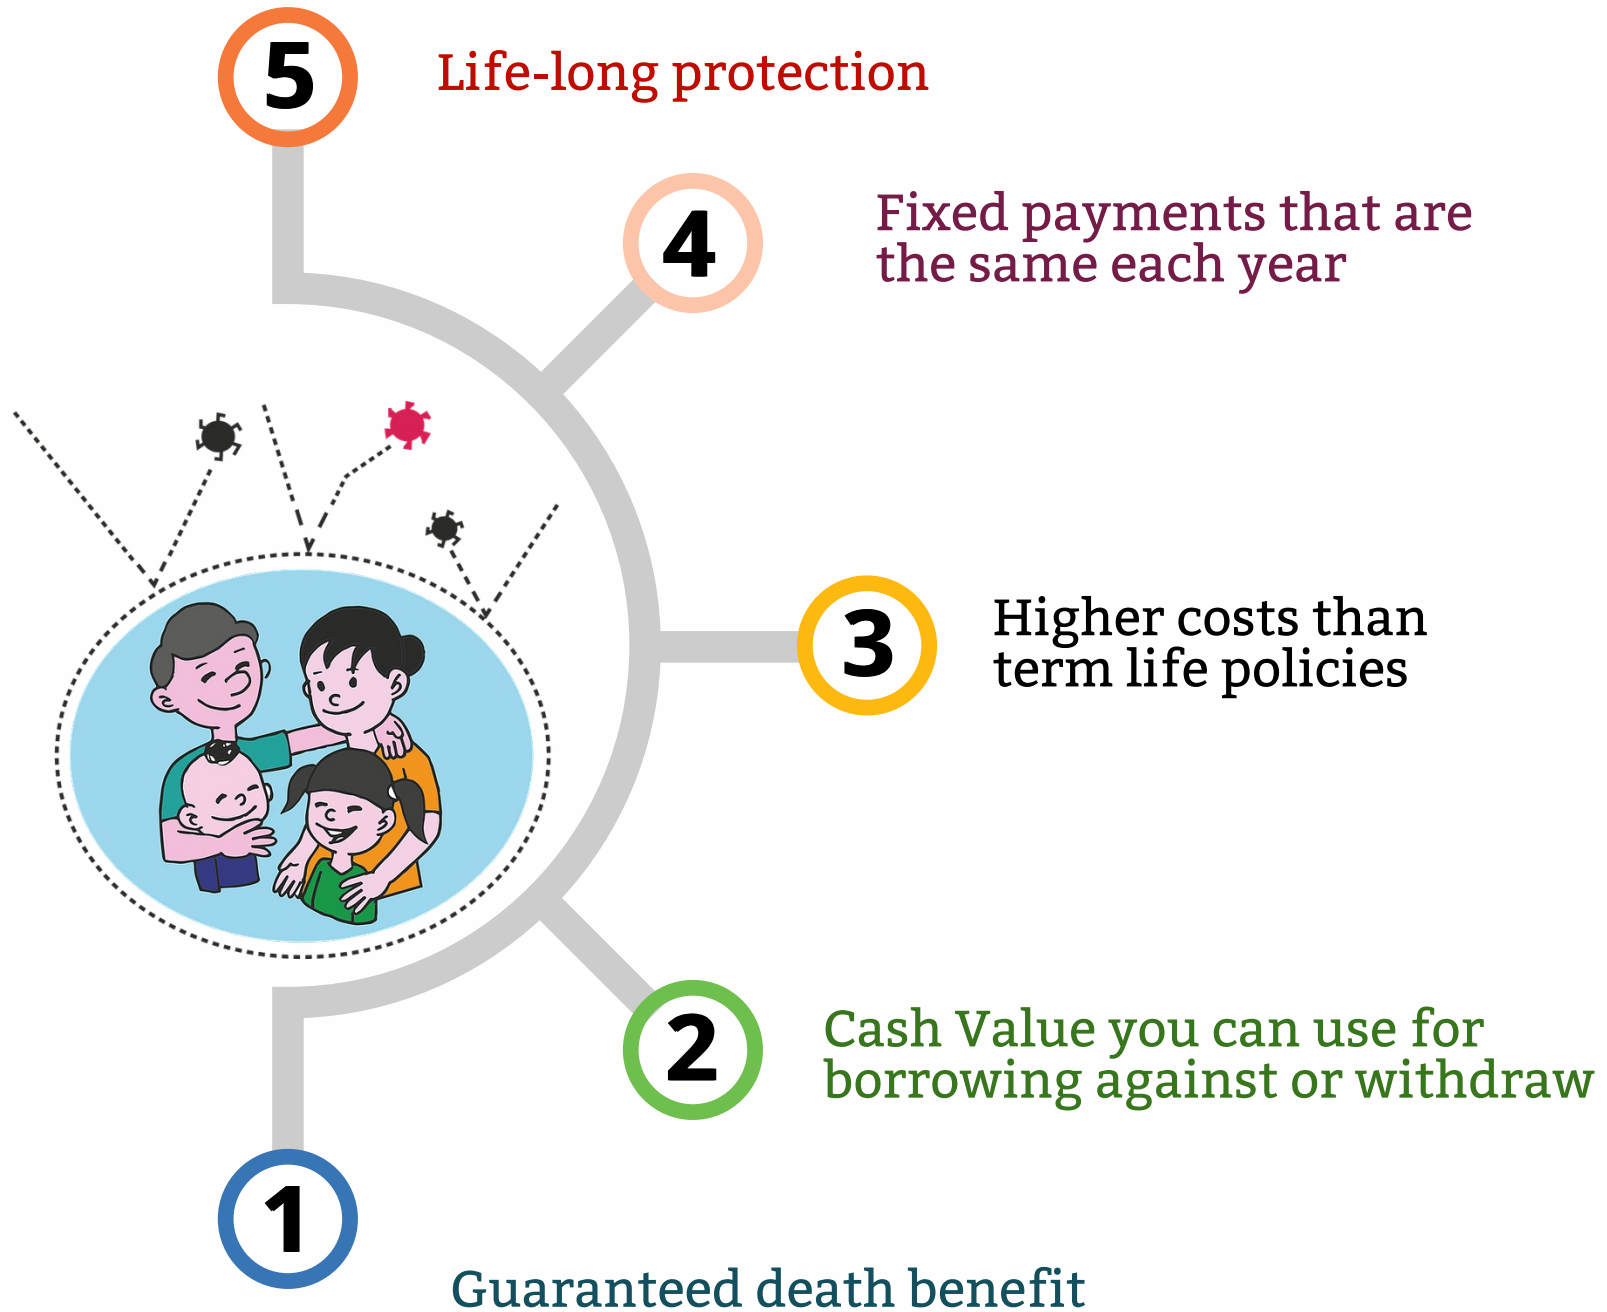 5
Life-long protection
4
Fixed payments that are
the same each year
3
Higher costs than
term life policies
2
Cash Value you can use for
borrowing against or withdraw
1
Guaranteed death benefit